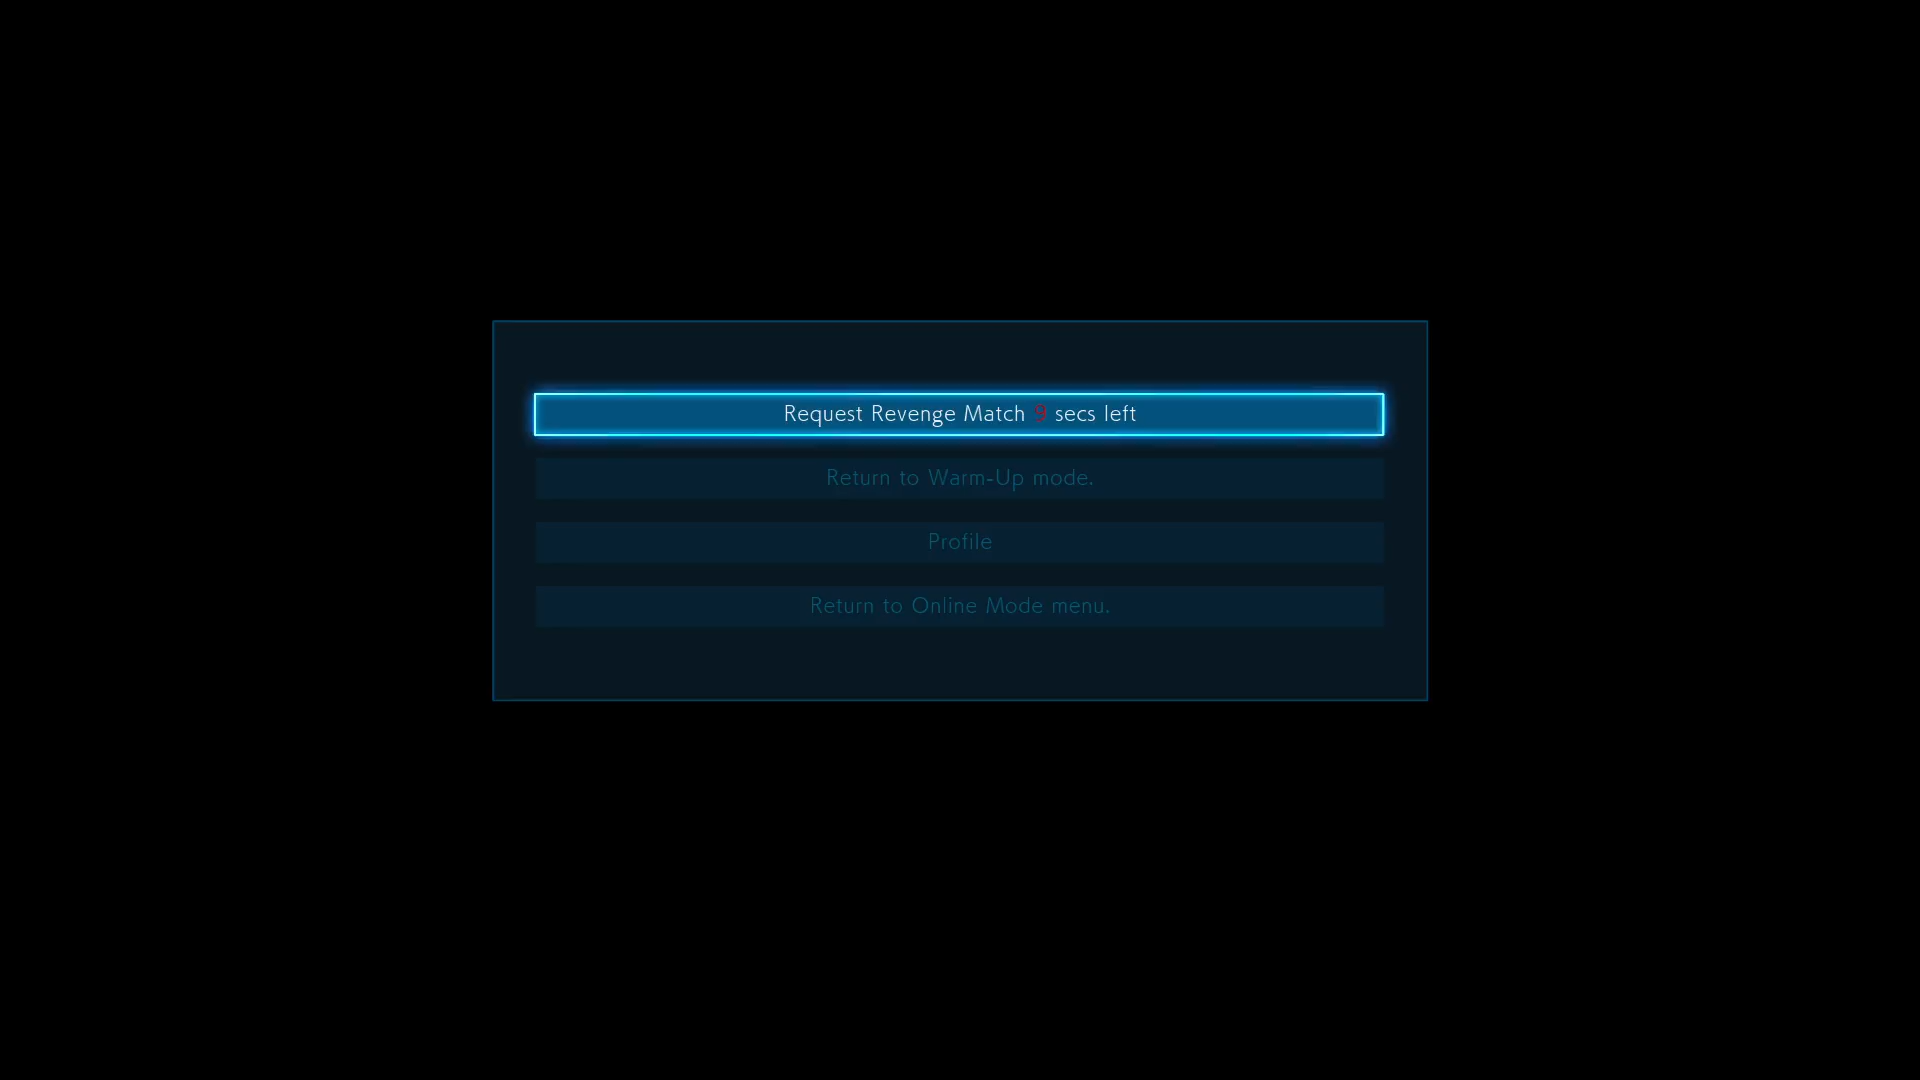 Request Revenge Match 9 secs left
Return to Warm-Up mode.
Profile
Return to Online Mode menu.